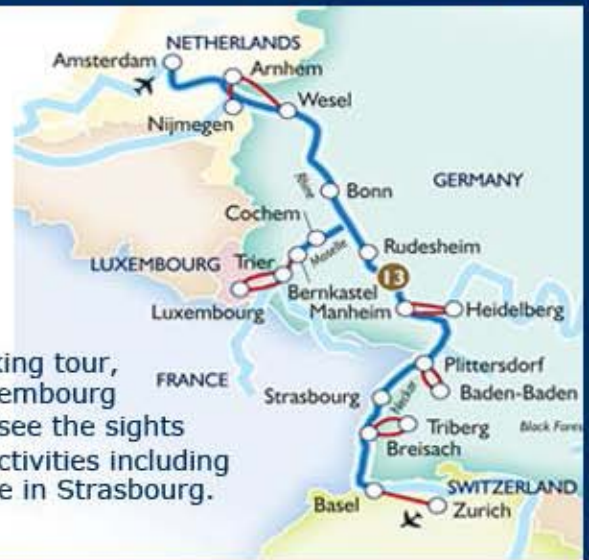 NETHERLANDS
Amsterdam
Arnhem
Wesel
Nijmegen
Rhine
Bonn
GERMANY
Cochem
Moselle
Rudesheim
LUXEMBOURG
Trier
13
Bernkastel
Luxembourg
Manheim
Heidelberg
king tour,
embourg
FRANCE
Plittersdorf
see the sights
Strasbourg
Neckar
Baden-Baden
ctivities including
Triberg
Black Fores
Breisach
e in Strasbourg.
Basel
SWITZERLAND
Zurich